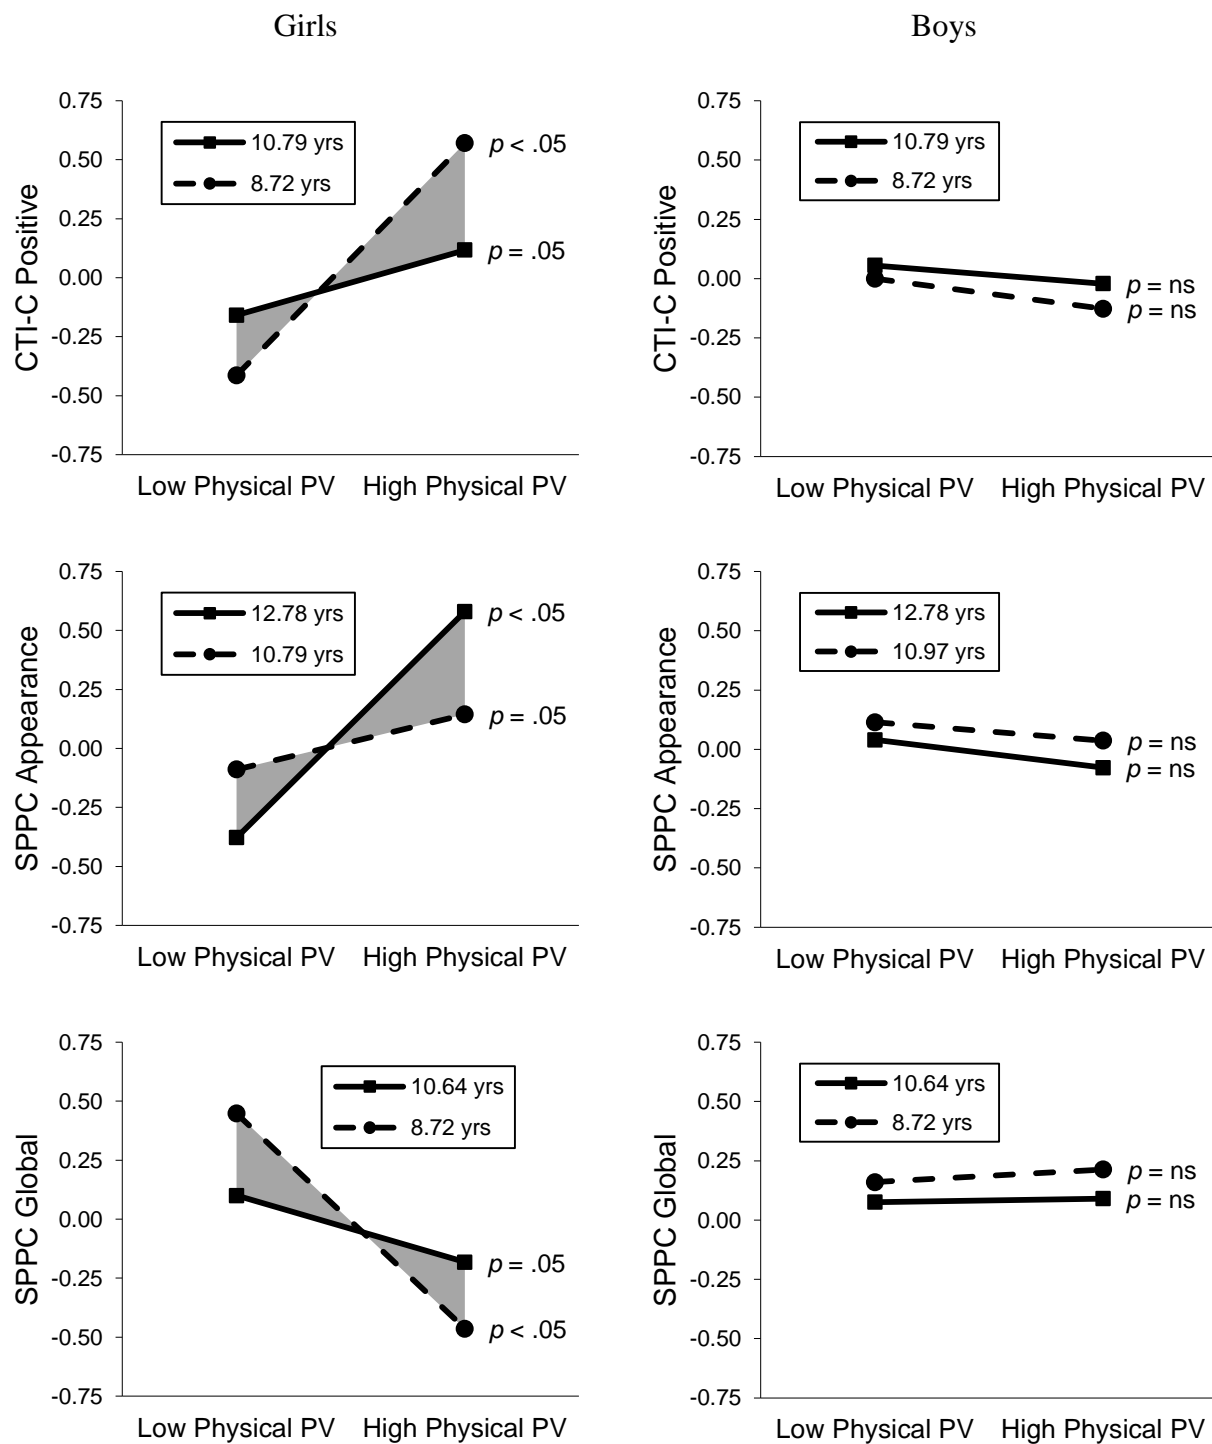 Girls
Boys
0.75
0.50
0.25
0.00
-0.25
-0.50
-0.75
CTI-C Positive
10.79 yrs
8.72 yrs
p < .05
p = .05
Low Physical PV High Physical PV
0.75
0.50
0.25
0.00
-0.25
-0.50
-0.75
CTI-C Positive
10.79 yrs
8.72 yrs
p = ns
p = ns
Low Physical PV High Physical PV
0.75
0.50
0.25
0.00
-0.25
-0.50
-0.75
SPPC Appearance
12.78 yrs
10.79 yrs
p < .05
p = .05
Low Physical PV High Physical PV
0.75
0.50
0.25
0.00
-0.25
-0.50
-0.75
SPPC Appearance
12.78 yrs
10.97 yrs
p = ns
p = ns
Low Physical PV High Physical PV
0.75
0.50
0.25
0.00
-0.25
-0.50
-0.75
SPPC Global
10.64 yrs
8.72 yrs
p = .05
p < .05
Low Physical PV High Physical PV
0.75
0.50
0.25
0.00
-0.25
-0.50
-0.75
SPPC Global
10.64 yrs
8.72 yrs
p = ns
p = ns
Low Physical PV High Physical PV